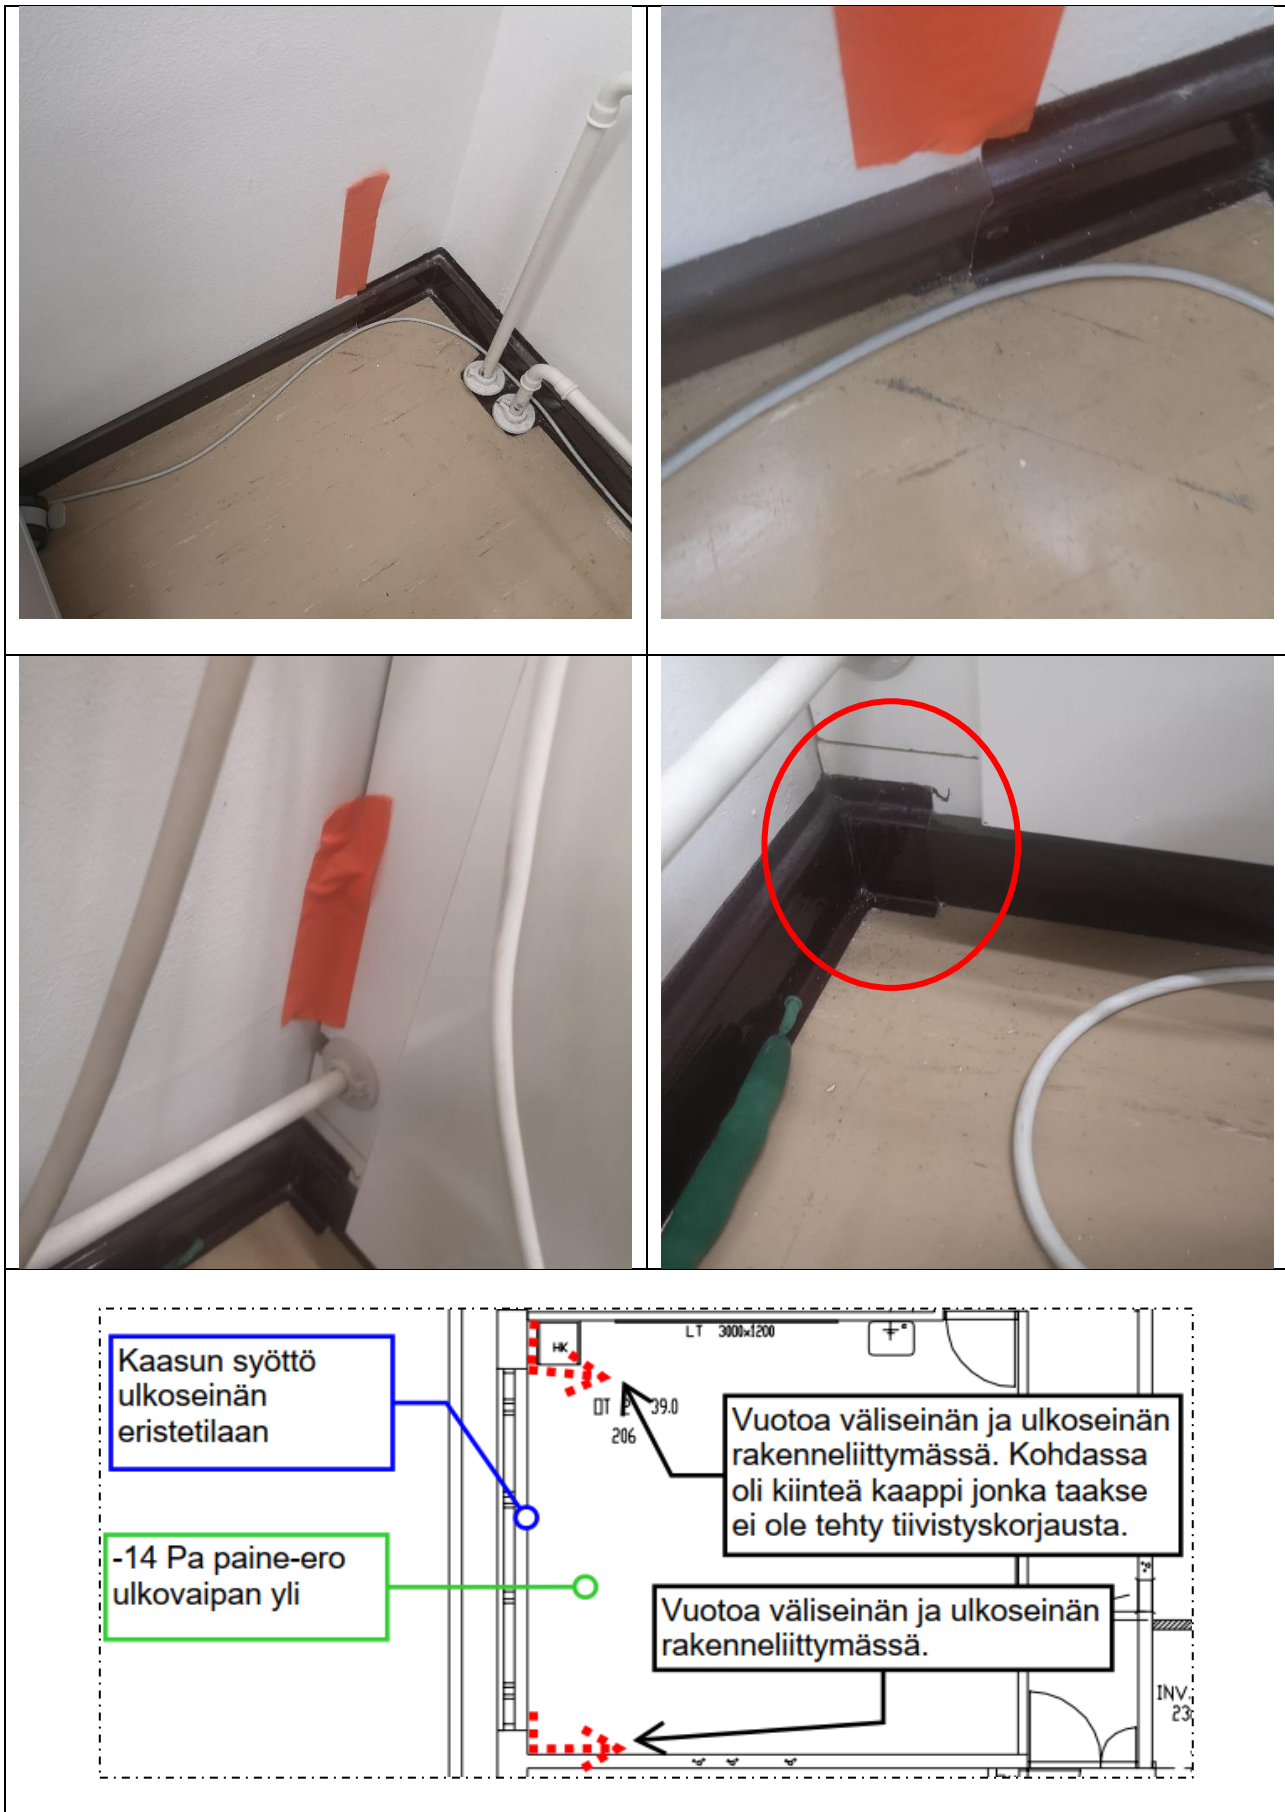 Kaasun syöttö
ulkoseinän
eristetilaan
-14 Pa paine-ero
ulkovaipan yli
HK
LT 3000x1200
OT 2 39.0
206
Vuotoa väliseinän ja ulkoseinän
rakenneliittymässä. Kohdassa
oli kiinteä kaappi jonka taakse
ei ole tehty tiivistyskorjausta.
Vuotoa väliseinän ja ulkoseinän
rakenneliittymässä.
INV.
23